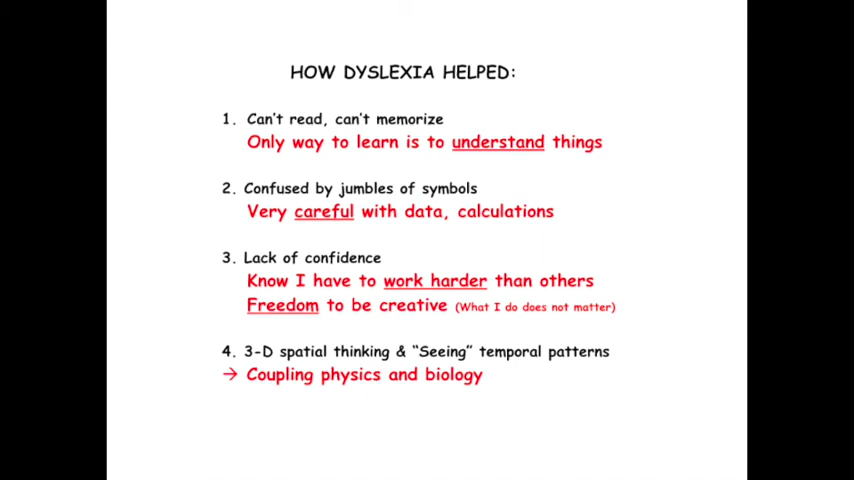 HOW DYSLEXIA HELPED:
1. Can't read, can't memorize
Only way to learn is to understand things
2. Confused by jumbles of symbols
Very careful with data, calculations
3. Lack of confidence
Know I have to work harder than others
Freedom to be creative (What I do does not matter)
4. 3-D spatial thinking & “Seeing” temporal patterns
→ Coupling physics and biology